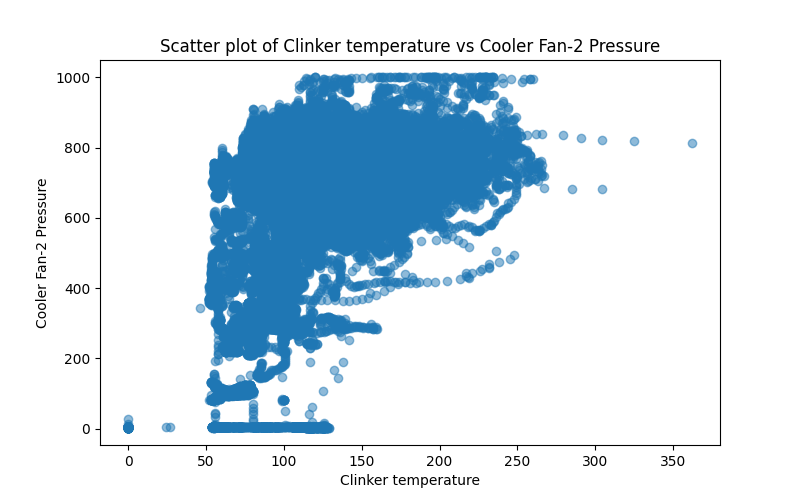 Scatter plot of Clinker temperature vs Cooler Fan-2 Pressure
1000
800
600
400
200
0
Cooler Fan-2 Pressure
0 50 100 150 200 250 300 350
Clinker temperature